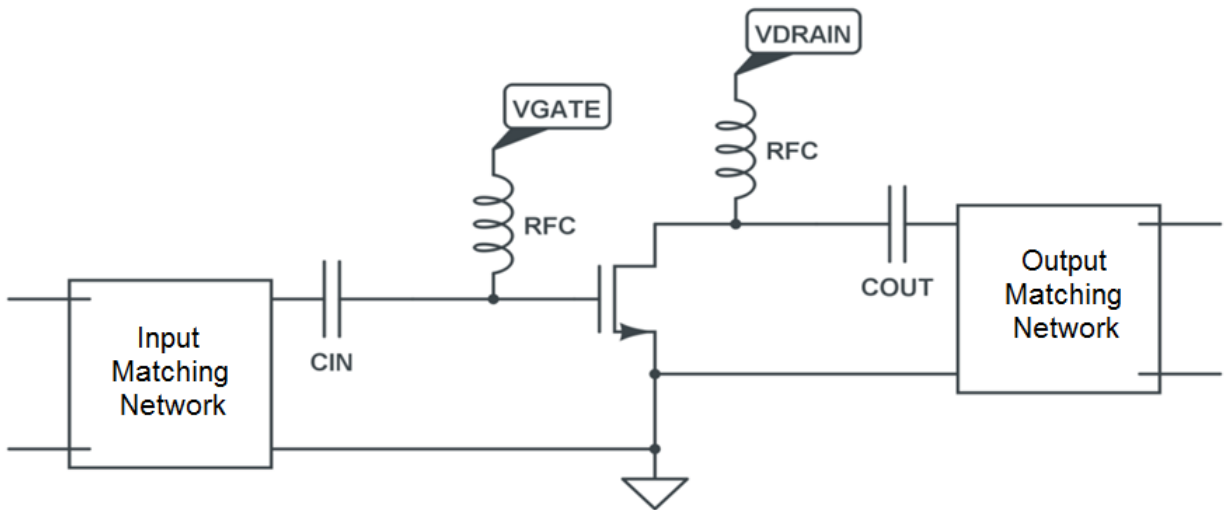 VDRAIN
VGATE
RFC
RFC
Input
Matching
Network
CIN
COUT
Output
Matching
Network